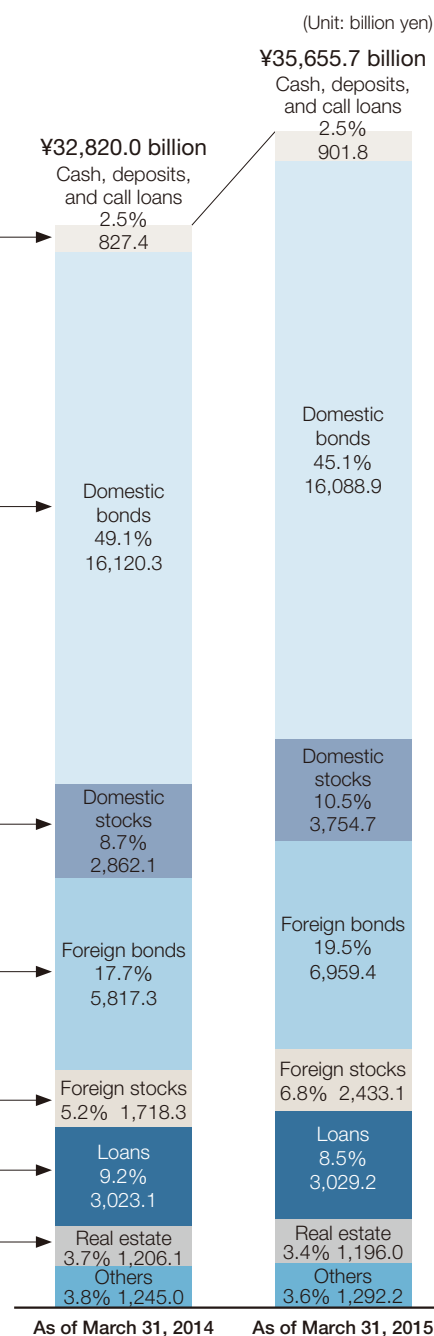 (Unit: billion yen)
¥32,820.0 billion
Cash, deposits,
and call loans
2.5%
827.4
Domestic
bonds
49.1%
16,120.3
Domestic
stocks
8.7%
2,862.1
Foreign bonds
17.7%
5,817.3
Foreign stocks
5.2% 1,718.3
Loans
9.2%
3,023.1
Real estate
3.7% 1,206.1
Others
3.8% 1,245.0
As of March 31, 2014
¥35,655.7 billion
Cash, deposits,
and call loans
2.5%
901.8
Domestic
bonds
45.1%
16,088.9
Domestic
stocks
10.5%
3,754.7
Foreign bonds
19.5%
6,959.4
Foreign stocks
6.8% 2,433.1
Loans
8.5%
3,029.2
Real estate
3.4% 1,196.0
Others
3.6% 1,292.2
As of March 31, 2015